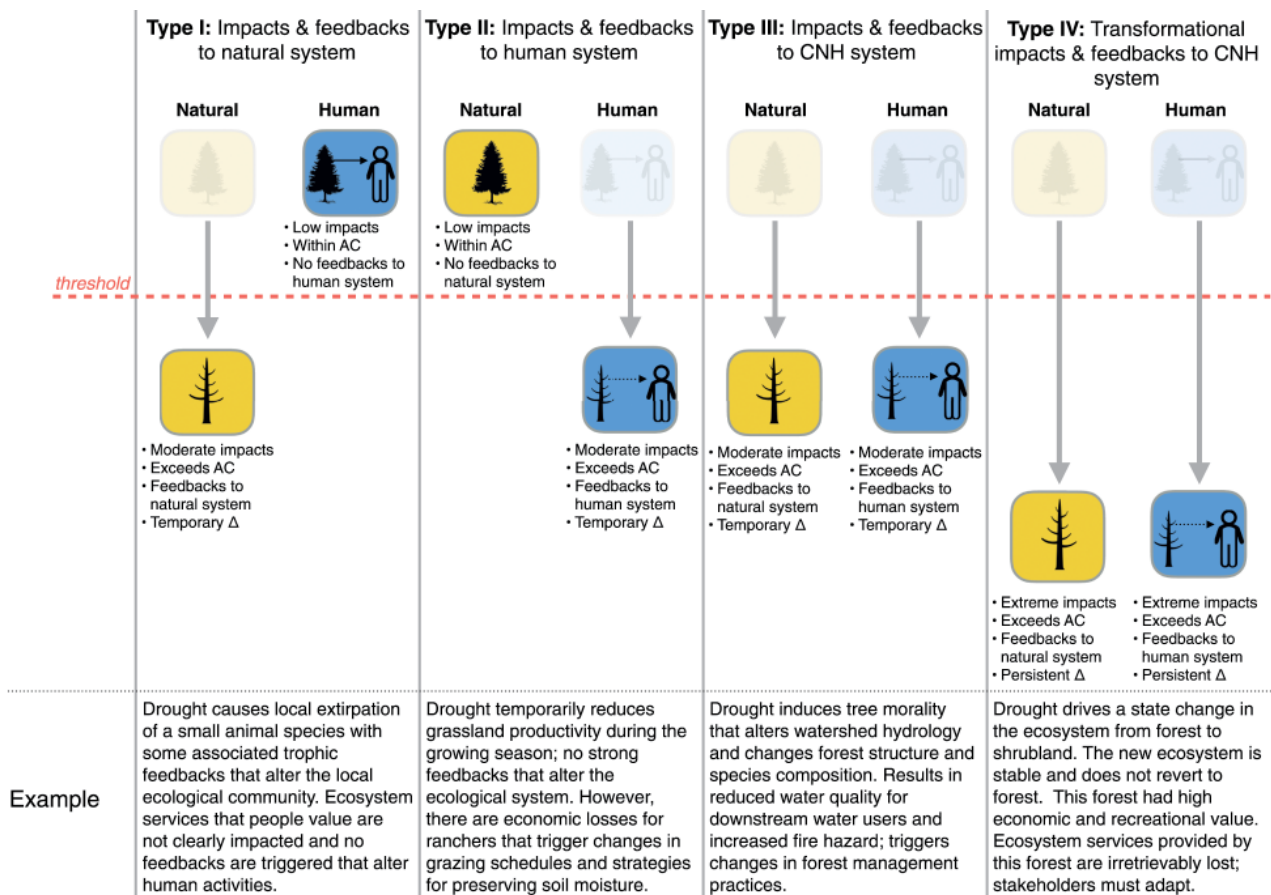 Type I: Impacts & feedbacks
to natural system
Natural
Human
• Low impacts
• Within AC
• No feedbacks to
human system
threshold
• Moderate impacts
• Exceeds AC
• Feedbacks to
natural system
• Temporary Δ
Type II: Impacts & feedbacks
to human system
Natural
Human
• Low impacts
• Within AC
• No feedbacks to
natural system
• Moderate impacts
• Exceeds AC
• Feedbacks to
human system
• Temporary Δ
Type III: Impacts & feedbacks
to CNH system
Natural
Human
• Moderate impacts
• Exceeds AC
• Feedbacks to
natural system
• Temporary Δ
• Moderate impacts
• Exceeds AC
• Feedbacks to
human system
• Temporary Δ
Type IV: Transformational
impacts & feedbacks to CNH
system
Natural
Human
• Extreme impacts
• Exceeds AC
• Feedbacks to
natural system
• Persistent Δ
• Extreme impacts
• Exceeds AC
• Feedbacks to
human system
• Persistent Δ
Example
Drought causes local extirpation
of a small animal species with
some associated trophic
feedbacks that alter the local
ecological community. Ecosystem
services that people value are
not clearly impacted and no
feedbacks are triggered that alter
human activities.
Drought temporarily reduces
grassland productivity during the
growing season; no strong
feedbacks that alter the
ecological system. However,
there are economic losses for
ranchers that trigger changes in
grazing schedules and strategies
for preserving soil moisture.
Drought induces tree morality
that alters watershed hydrology
and changes forest structure and
species composition. Results in
reduced water quality for
downstream water users and
increased fire hazard; triggers
changes in forest management
practices.
Drought drives a state change in
the ecosystem from forest to
shrubland. The new ecosystem is
stable and does not revert to
forest. This forest had high
economic and recreational value.
Ecosystem services provided by
this forest are irretrievably lost;
stakeholders must adapt.